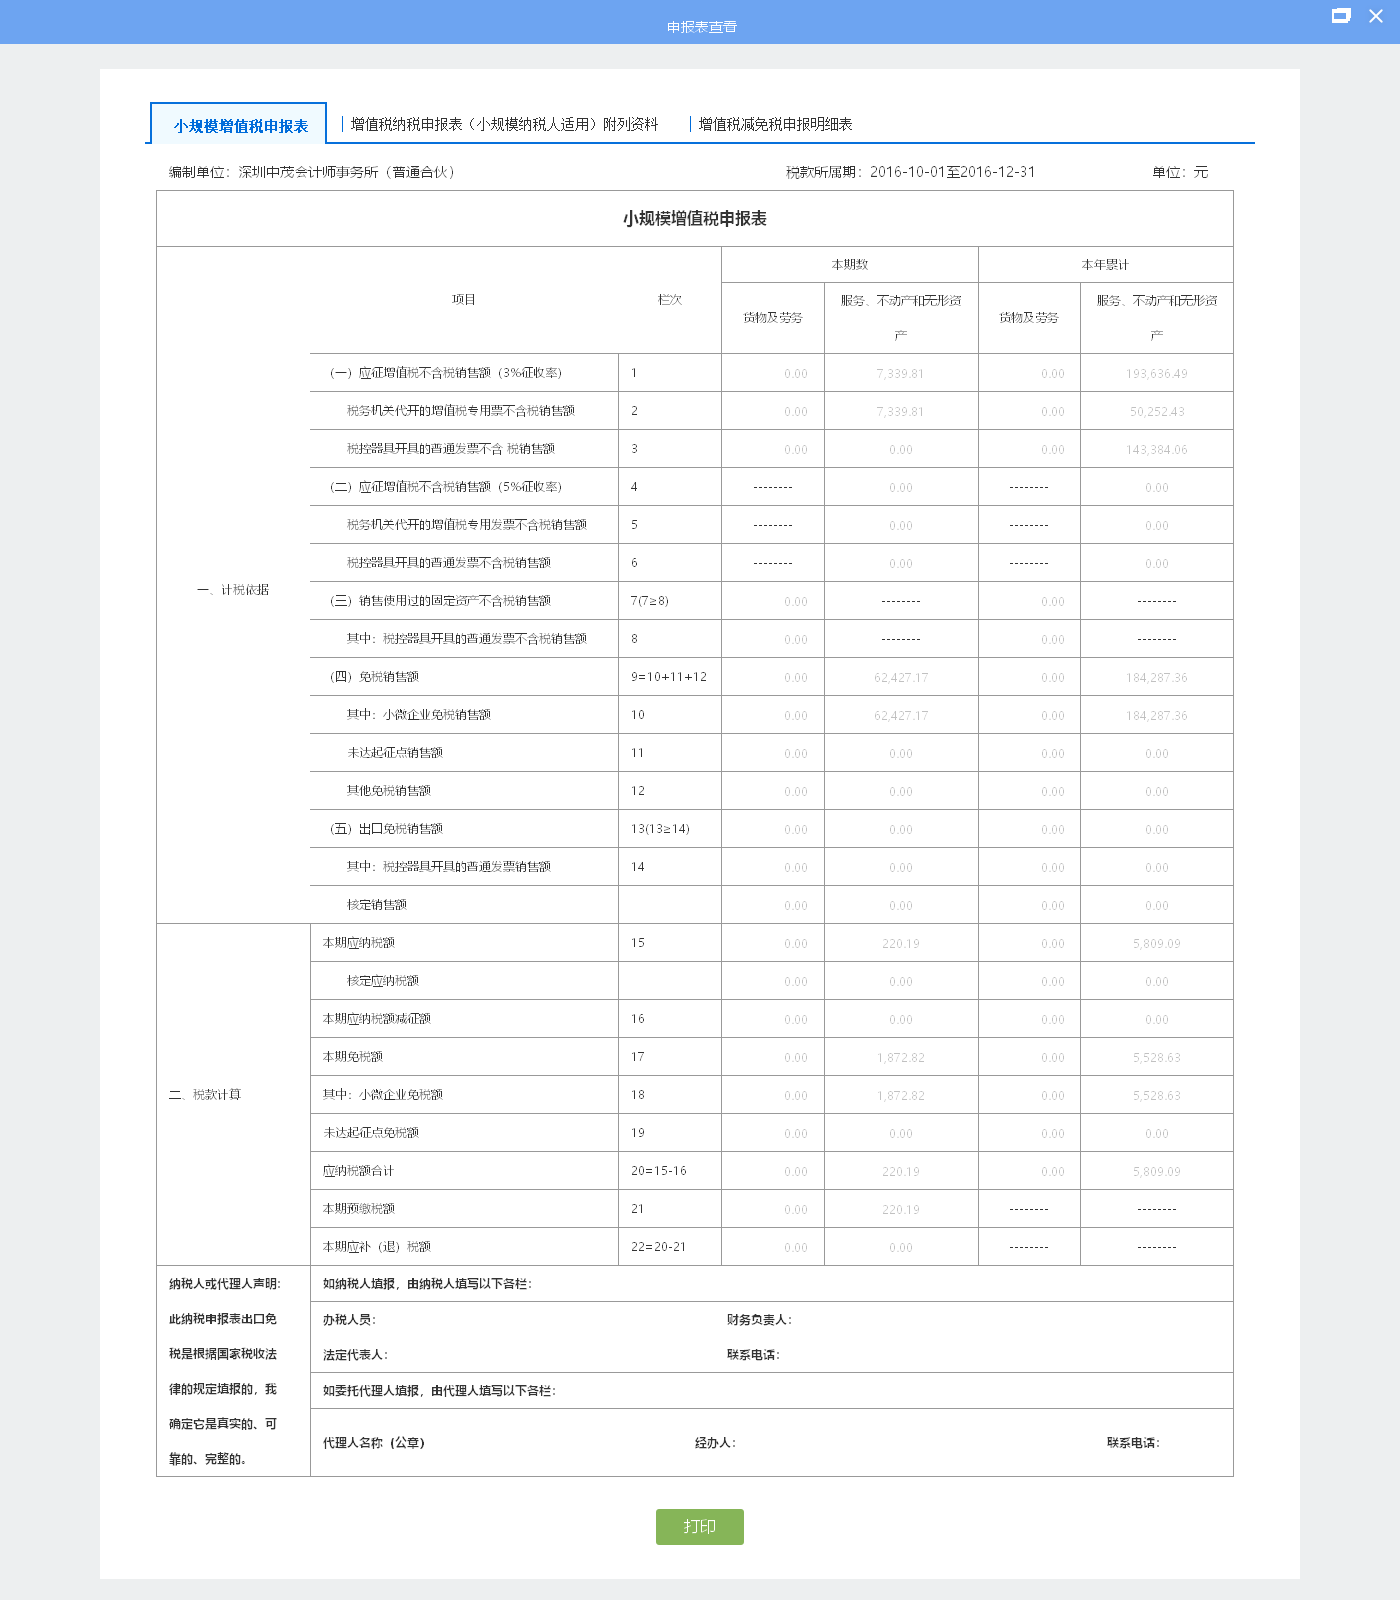 申报表查看
小规模增值税申报表 增值税纳税申报表（小规模纳税人适用）附列资料 增值税减免税申报明细表
编制单位：深圳中茂会计师事务所（普通合伙） 税款所属期：2016-10-01至2016-12-31 单位：元
小规模增值税申报表
项目 栏次 本期数 本年累计
货物及劳务 服务、不动产和无形资产 货物及劳务 服务、不动产和无形资产
一、计税依据
（一）应征增值税不含税销售额（3%征收率） 1 0.00 7,339.81 0.00 193,636.49
税务机关代开的增值税专用票不含税销售额 2 0.00 7,339.81 0.00 50,252.43
税控器具开具的普通发票不含 税销售额 3 0.00 0.00 0.00 143,384.06
（二）应征增值税不含税销售额（5%征收率） 4 -------- 0.00 -------- 0.00
税务机关代开的增值税专用发票不含税销售额 5 -------- 0.00 -------- 0.00
税控器具开具的普通发票不含税销售额 6 -------- 0.00 -------- 0.00
（三）销售使用过的固定资产不含税销售额 7(7≥8) 0.00 -------- 0.00 --------
其中：税控器具开具的普通发票不含税销售额 8 0.00 -------- 0.00 --------
（四）免税销售额 9=10+11+12 0.00 62,427.17 0.00 184,287.36
其中：小微企业免税销售额 10 0.00 62,427.17 0.00 184,287.36
未达起征点销售额 11 0.00 0.00 0.00 0.00
其他免税销售额 12 0.00 0.00 0.00 0.00
（五）出口免税销售额 13(13≥14) 0.00 0.00 0.00 0.00
其中：税控器具开具的普通发票销售额 14 0.00 0.00 0.00 0.00
核定销售额 0.00 0.00 0.00 0.00
二、税款计算
本期应纳税额 15 0.00 220.19 0.00 5,809.09
核定应纳税额 0.00 0.00 0.00 0.00
本期应纳税额减征额 16 0.00 0.00 0.00 0.00
本期免税额 17 0.00 1,872.82 0.00 5,528.63
其中：小微企业免税额 18 0.00 1,872.82 0.00 5,528.63
未达起征点免税额 19 0.00 0.00 0.00 0.00
应纳税额合计 20=15-16 0.00 220.19 0.00 5,809.09
本期预缴税额 21 0.00 220.19 -------- --------
本期应补（退）税额 22=20-21 0.00 0.00 -------- --------
纳税人或代理人声明：
此纳税申报表出口免
税是根据国家税收法
律的规定填报的，我
确定它是真实的、可
靠的、完整的。
如纳税人填报，由纳税人填写以下各栏：
办税人员： 财务负责人：
法定代表人： 联系电话：
如委托代理人填报，由代理人填写以下各栏：
代理人名称（公章） 经办人： 联系电话：
打印